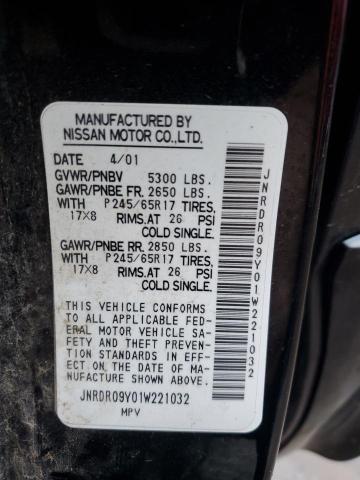 MANUFACTURED BY
NISSAN MOTOR CO.,LTD.
DATE 4/01
GVWR/PNBV 5300 LBS.
GAWR/PNBE FR. 2650 LBS.
WITH P245/65R17 TIRES,
17X8 RIMS,AT 26 PSI
COLD SINGLE.
GAWR/PNBE RR. 2850 LBS.
WITH P245/65R17 TIRES,
17X8 RIMS,AT 26 PSI
COLD SINGLE.
THIS VEHICLE CONFORMS
TO ALL APPLICABLE FED-
ERAL MOTOR VEHICLE SA-
FETY AND THEFT PREVEN-
TION STANDARDS IN EFF-
ECT ON THE DATE OF MA-
NUFACTURE SHOWN ABOVE.
JNRDR09Y01W221032
MPV
JNRDR09Y01W221032